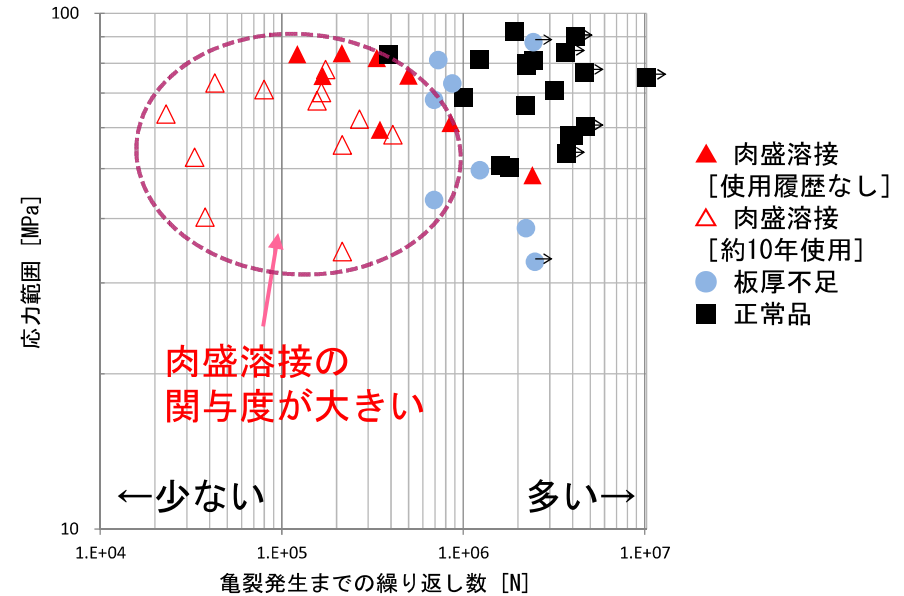 100
10
応力範囲 [MPa]
1.E+04
1.E+05
1.E+06
1.E+07
亀裂発生までの繰り返し数 [N]
肉盛溶接の
関与度が大きい
←少ない
多い→
肉盛溶接
[使用履歴なし]
肉盛溶接
[約10年使用]
板厚不足
正常品